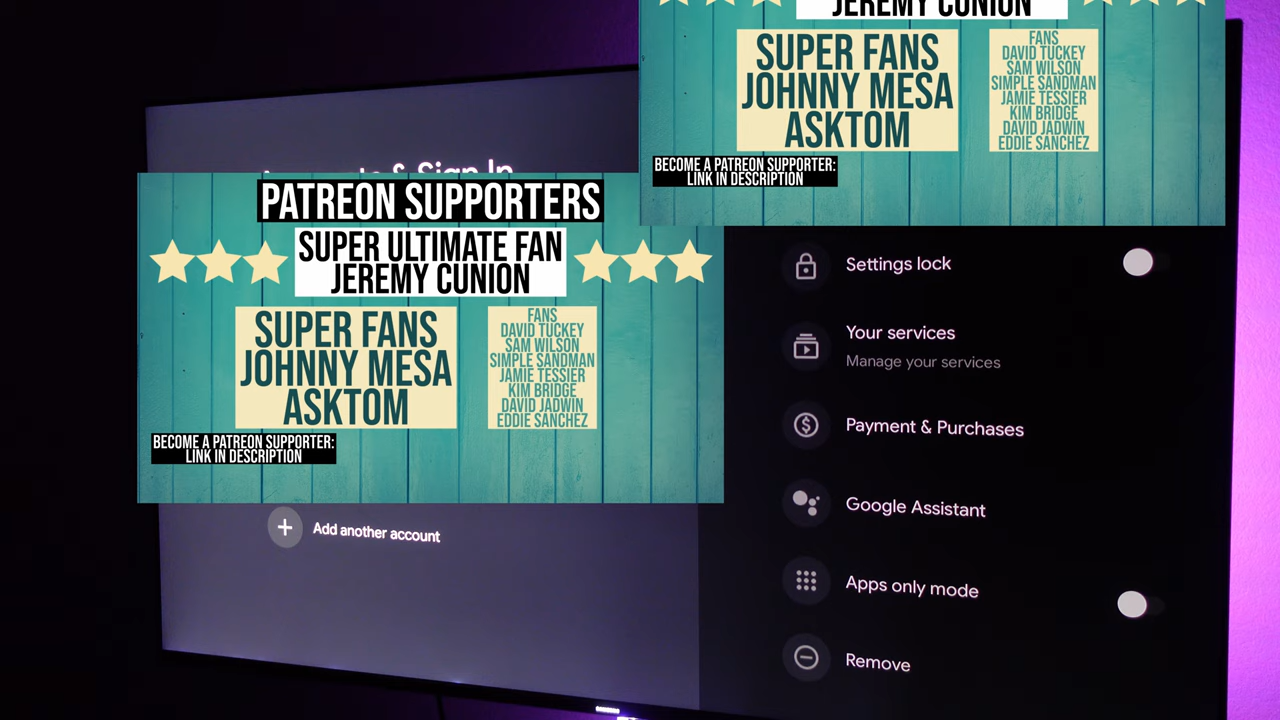 JEREMY CUNION
SUPER FANS
JOHNNY MESA
ASKTOM
FANS
DAVID TUCKEY
SAM WILSON
SIMPLE SANDMAN
JAMIE TESSIER
KIM BRIDGE
DAVID JADWIN
EDDIE SANCHEZ
BECOME A PATREON SUPPORTER:
LINK IN DESCRIPTION
& Sign In
PATREON SUPPORTERS
SUPER ULTIMATE FAN
JEREMY CUNION
SUPER FANS
JOHNNY MESA
ASKTOM
FANS
DAVID TUCKEY
SAM WILSON
SIMPLE SANDMAN
JAMIE TESSIER
KIM BRIDGE
DAVID JADWIN
EDDIE SANCHEZ
BECOME A PATREON SUPPORTER:
LINK IN DESCRIPTION
Add another account
Settings lock
Your services
Manage your services
Payment & Purchases
Google Assistant
Apps only mode
Remove
SAMSUNG